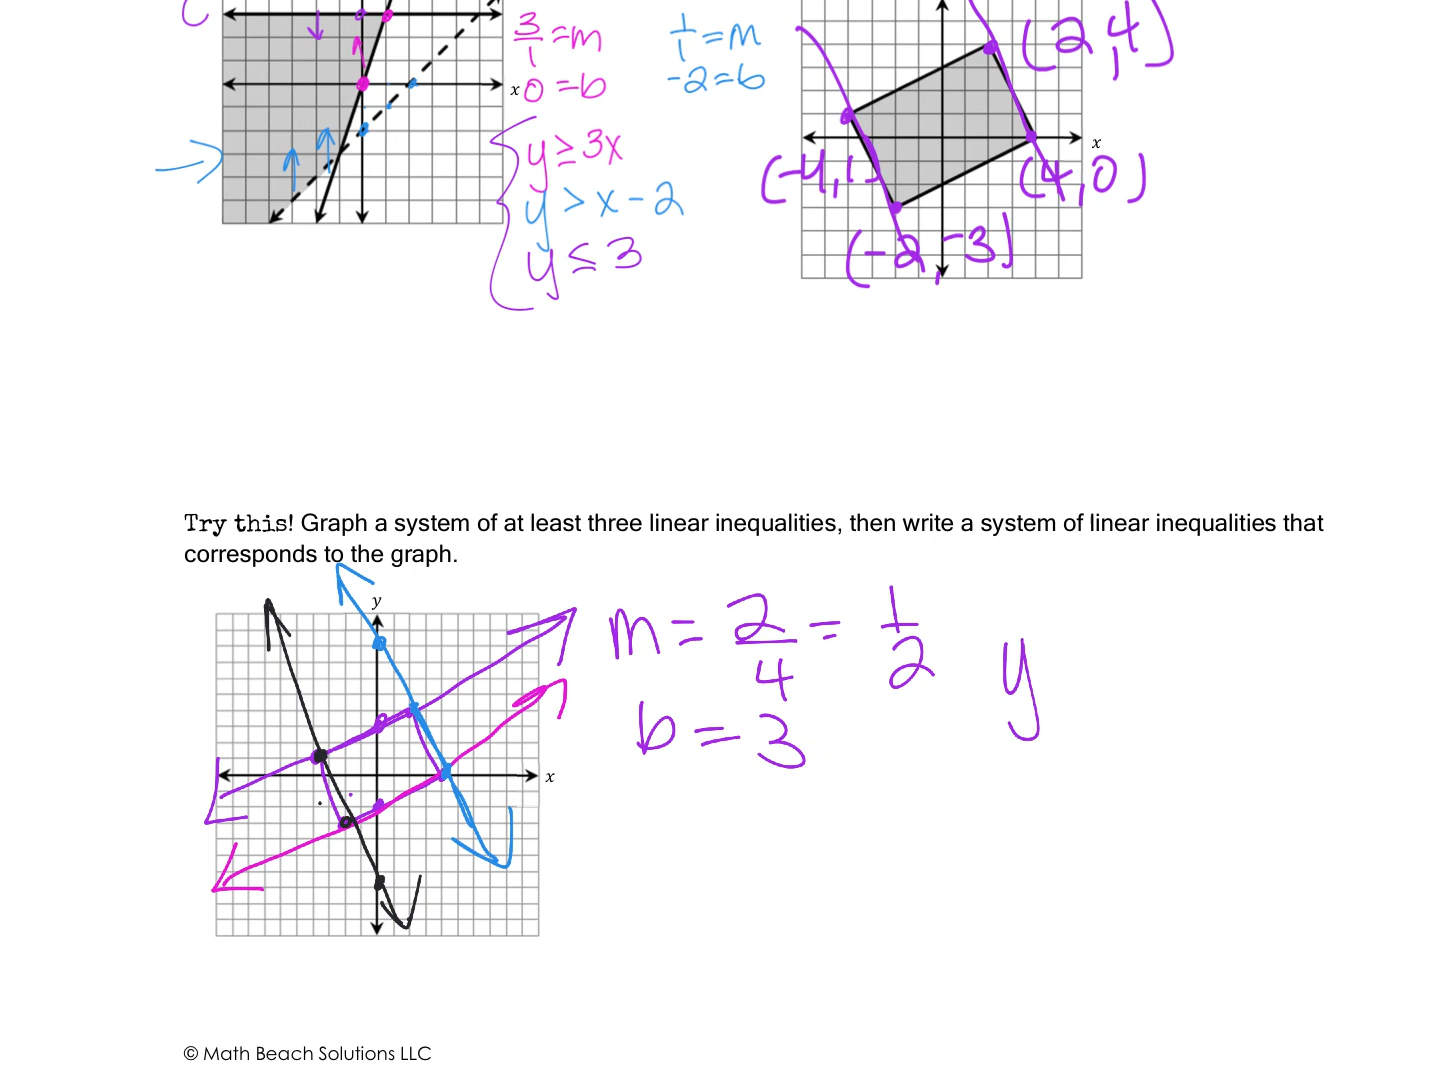 3/1 = m
0 = b
1/1 = m
-2 = b
y ≥ 3x
y > x - 2
y ≤ 3
x
(2,4)
x
(-4,1)
(4,0)
(-2,-3)
Try this! Graph a system of at least three linear inequalities, then write a system of linear inequalities that
corresponds to the graph.
y
x
m = 2/4 = 1/2
b = 3
y
© Math Beach Solutions LLC